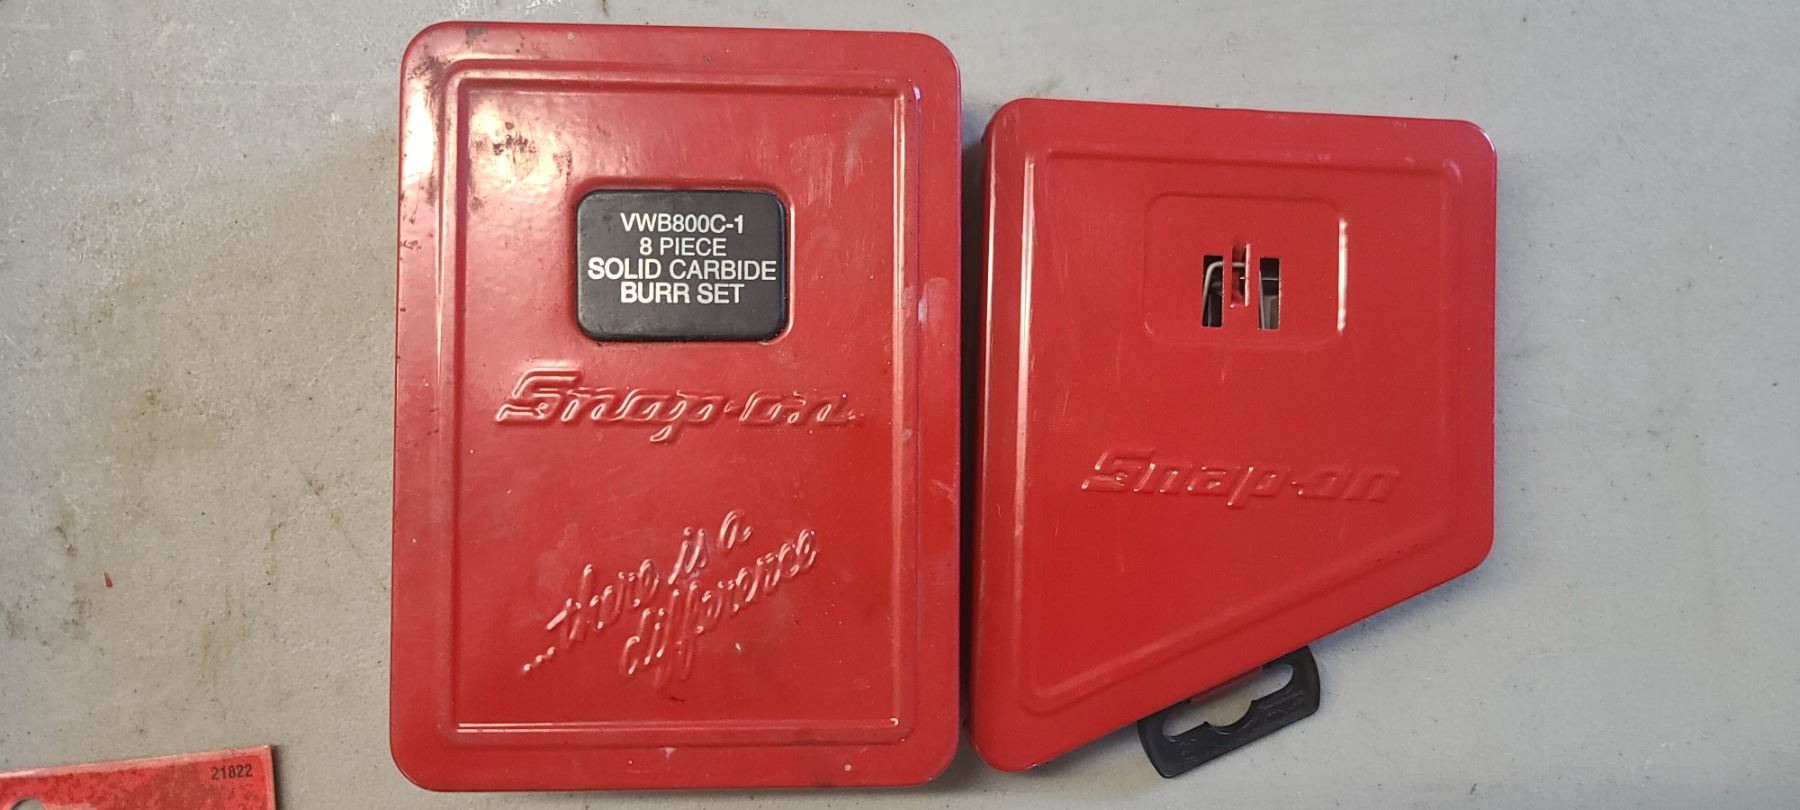 VWB800C-1
8 PIECE
SOLID CARBIDE
BURR SET
Snap-on
...there is a
difference
Snap-on
21822